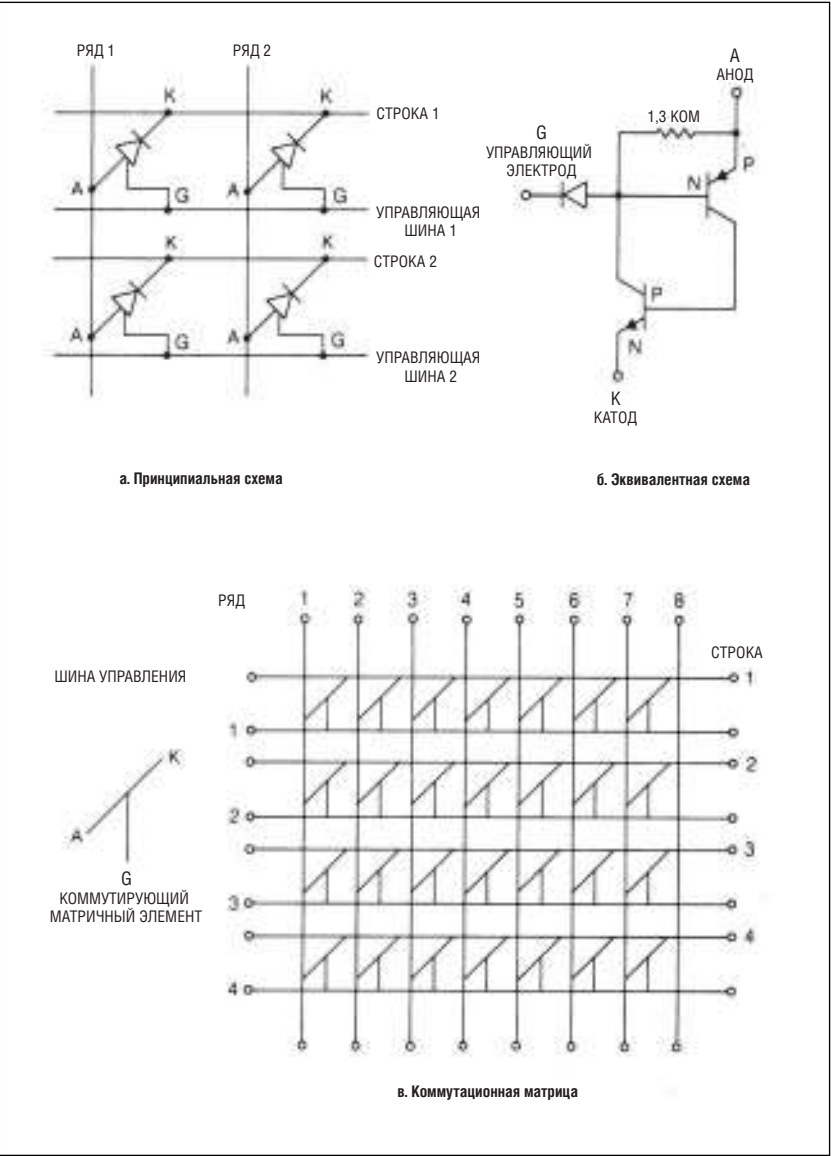 РЯД 1
РЯД 2
K
K
СТРОКА 1
A
G
A
G
УПРАВЛЯЮЩАЯ
ШИНА 1
K
K
СТРОКА 2
A
G
A
G
УПРАВЛЯЮЩАЯ
ШИНА 2
A
АНОД
1,3 КОМ
G
УПРАВЛЯЮЩИЙ
ЭЛЕКТРОД
N
P
P
N
K
КАТОД
а. Принципиальная схема
б. Эквивалентная схема
РЯД
1 2 3 4 5 6 7 8
СТРОКА
ШИНА УПРАВЛЕНИЯ
1
1
2
2
3
3
4
4
K
A
G
КОММУТИРУЮЩИЙ
МАТРИЧНЫЙ ЭЛЕМЕНТ
в. Коммутационная матрица